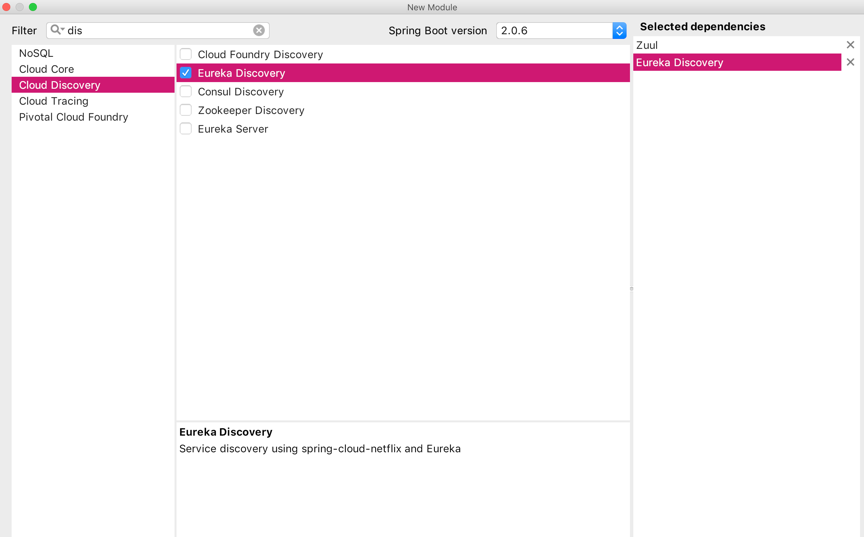 New Module
Filter dis Spring Boot version 2.0.6
NoSQL
Cloud Core
Cloud Discovery
Cloud Tracing
Pivotal Cloud Foundry
Cloud Foundry Discovery
Eureka Discovery
Consul Discovery
Zookeeper Discovery
Eureka Server
Eureka Discovery
Service discovery using spring-cloud-netflix and Eureka
Selected dependencies
Zuul
Eureka Discovery